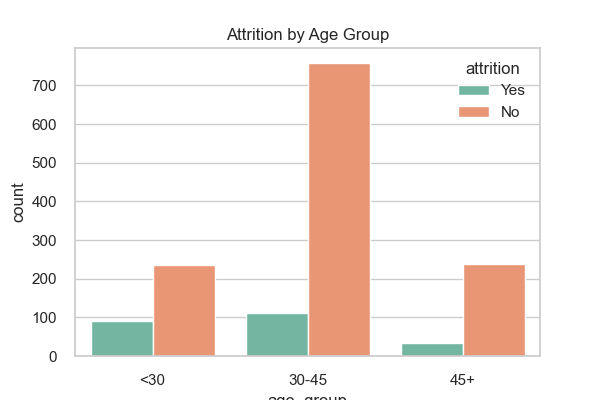 Attrition by Age Group
attrition
Yes
No
count
700
600
500
400
300
200
100
0
<30 30-45 45+
age_group